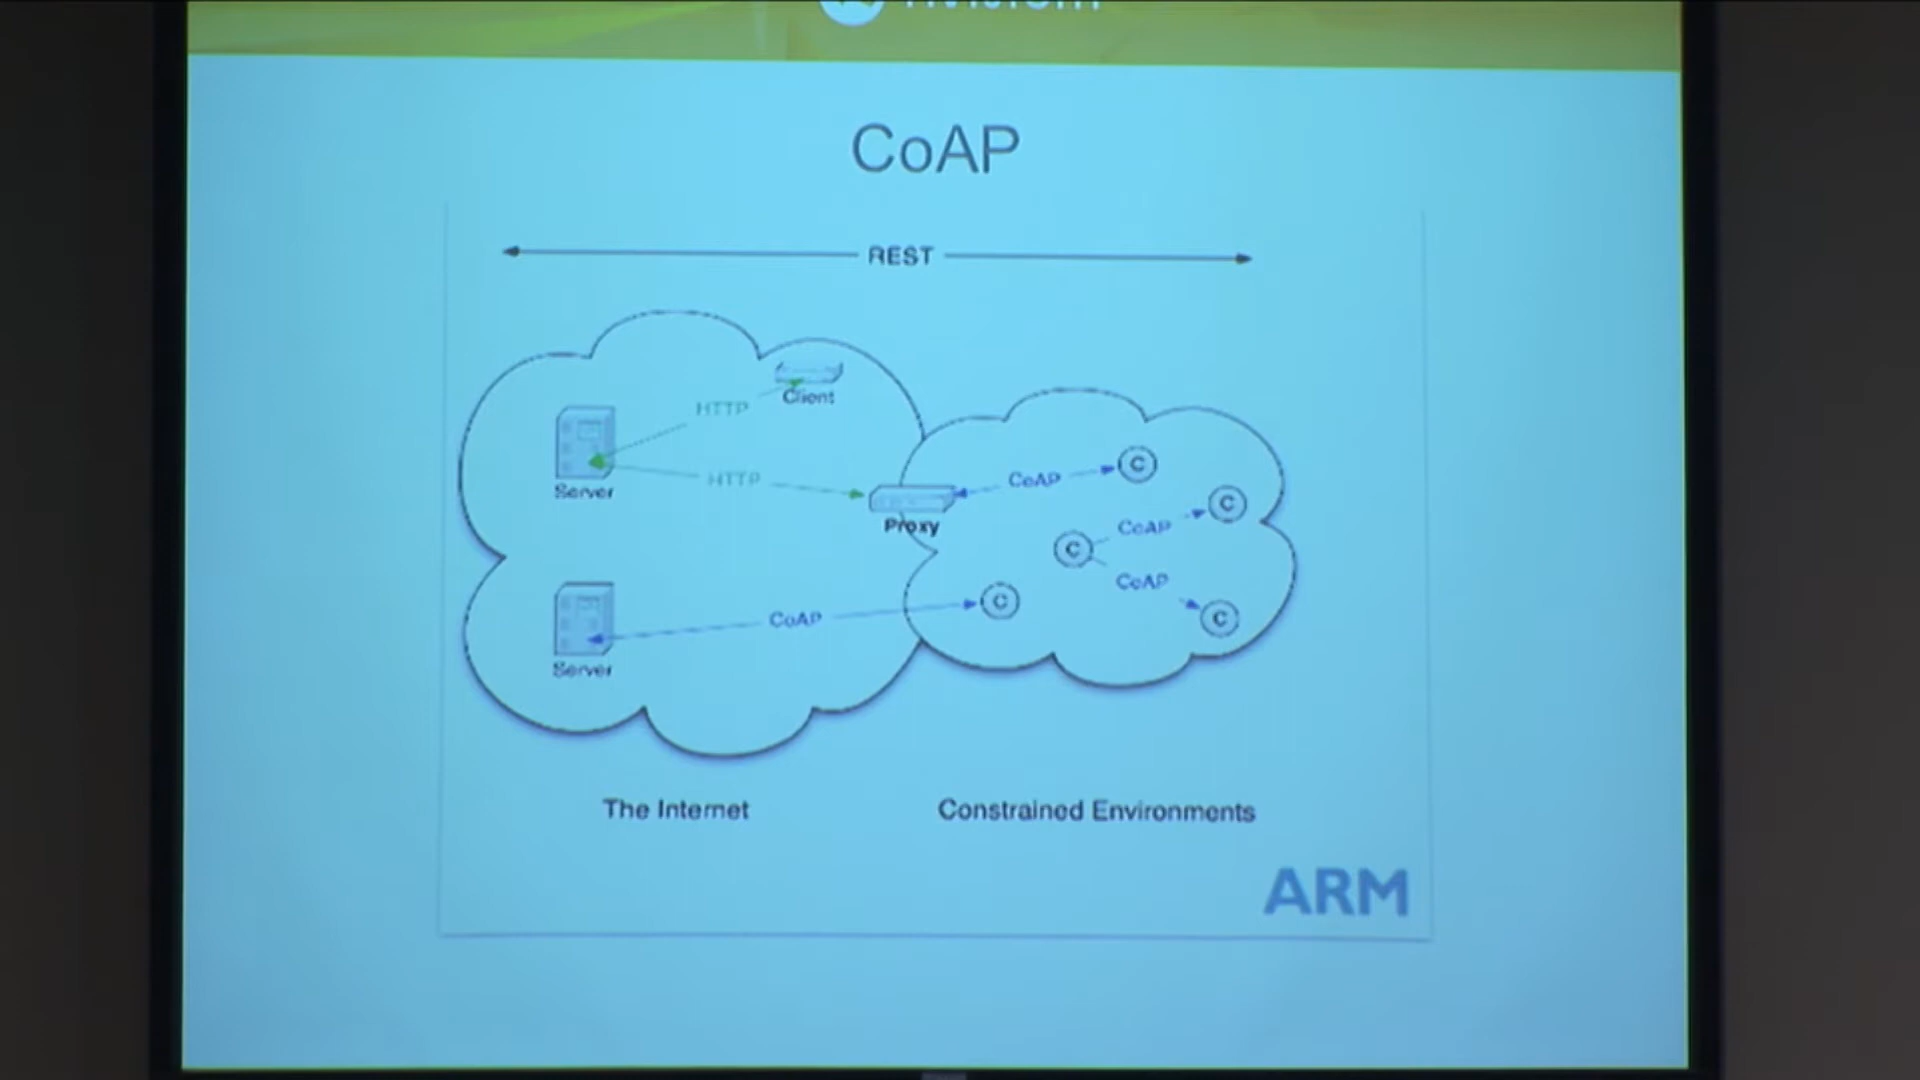 CoAP
REST
Client
HTTP
Server
HTTP
Proxy
CoAP
C
C
CoAP
C
CoAP
C
C
CoAP
Server
The Internet
Constrained Environments
ARM